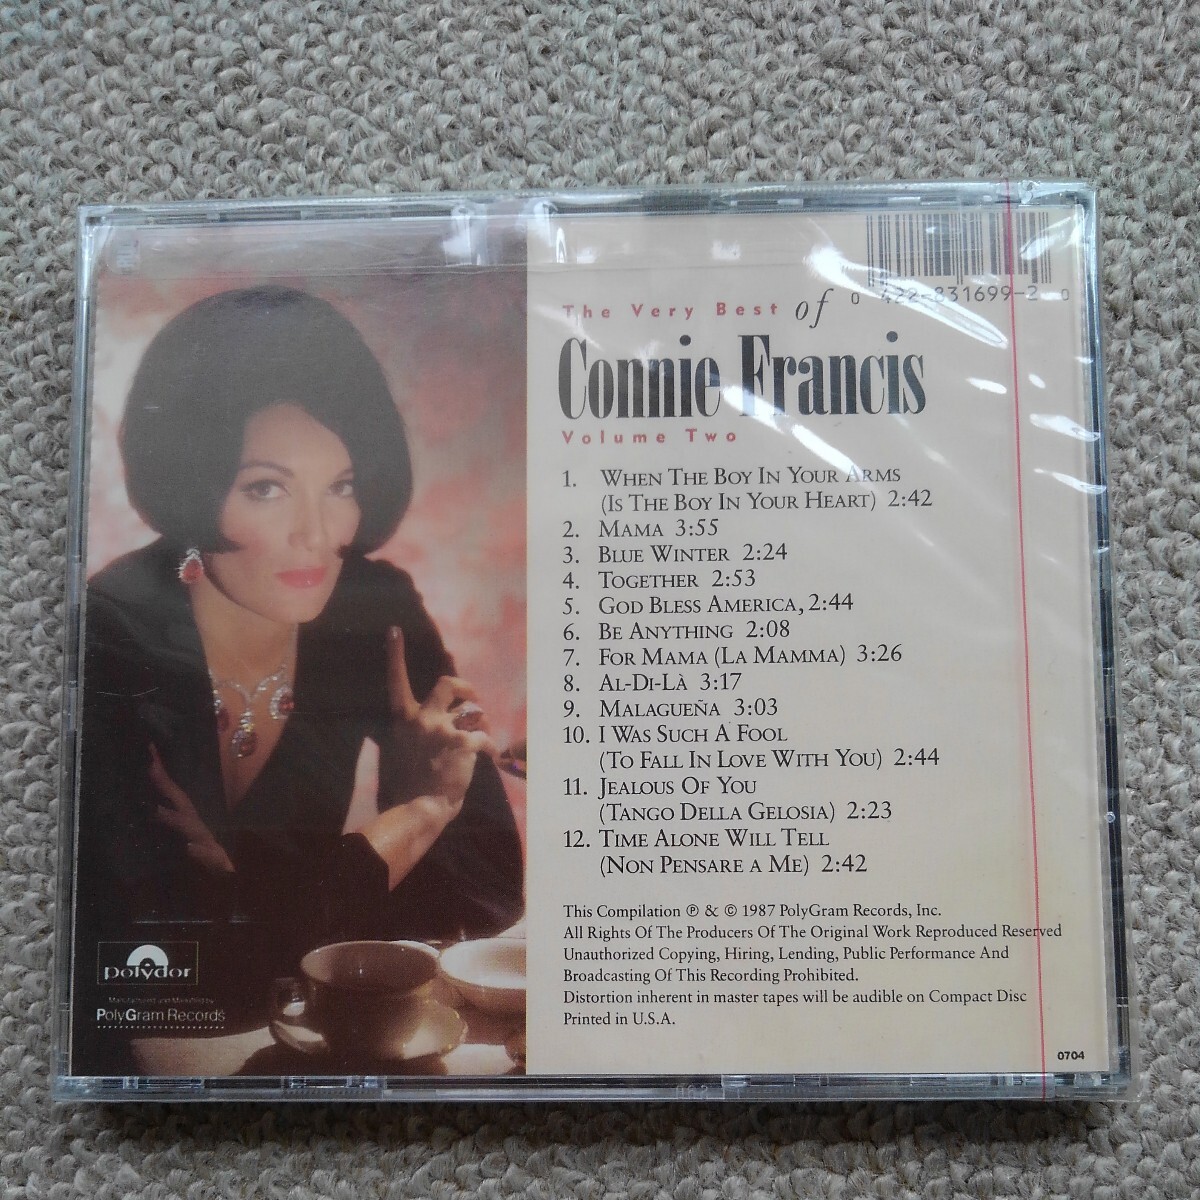 0 422-831699-2 0
The Very Best of
Connie Francis
Volume Two
1. WHEN THE BOY IN YOUR ARMS
(IS THE BOY IN YOUR HEART) 2:42
2. MAMA 3:55
3. BLUE WINTER 2:24
4. TOGETHER 2:53
5. GOD BLESS AMERICA, 2:44
6. BE ANYTHING 2:08
7. FOR MAMA (LA MAMMA) 3:26
8. AL-DI-LÀ 3:17
9. MALAGUEÑA 3:03
10. I WAS SUCH A FOOL
(TO FALL IN LOVE WITH YOU) 2:44
11. JEALOUS OF YOU
(TANGO DELLA GELOSIA) 2:23
12. TIME ALONE WILL TELL
(NON PENSARE A ME) 2:42
This Compilation ℗ & © 1987 PolyGram Records, Inc.
All Rights Of The Producers Of The Original Work Reproduced Reserved
Unauthorized Copying, Hiring, Lending, Public Performance And
Broadcasting Of This Recording Prohibited.
Distortion inherent in master tapes will be audible on Compact Disc
Printed in U.S.A.
0704
polydor
Manufactured and Marketed by
PolyGram Records